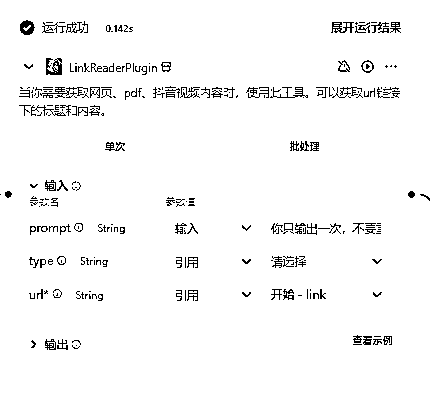 运行成功 0.142s 展开运行结果
LinkReaderPlugin
当你需要获取网页、pdf、抖音视频内容时，使用此工具。可以获取url链接
下的标题和内容。
单次 批处理
输入
参数名 参数值
prompt String 输入 你只输出一次，不要
type String 引用 请选择
url* String 引用 开始 - link
输出 查看示例